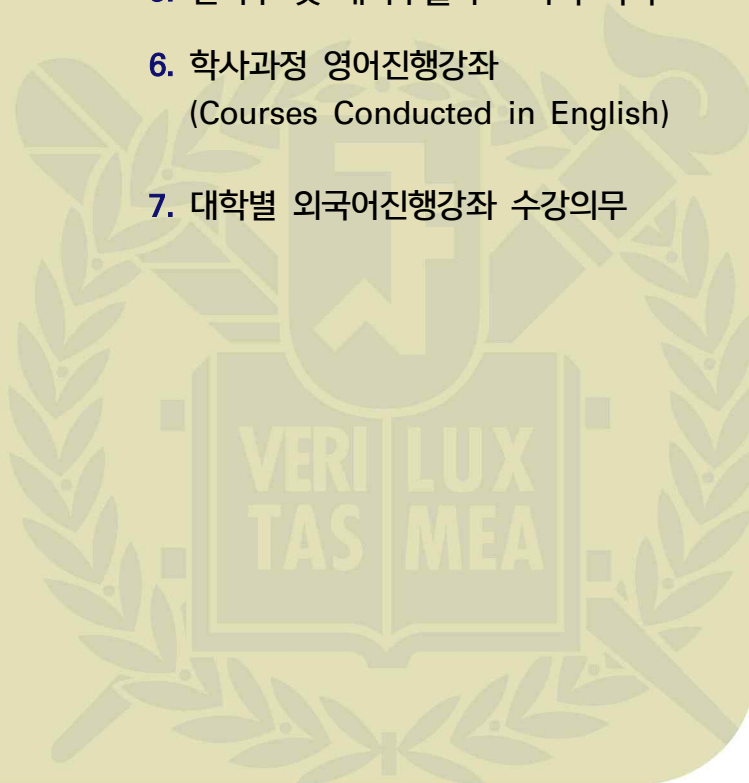 6. 학사과정 영어진행강좌
(Courses Conducted in English)
7. 대학별 외국어진행강좌 수강의무
VERI LUX
TAS MEA